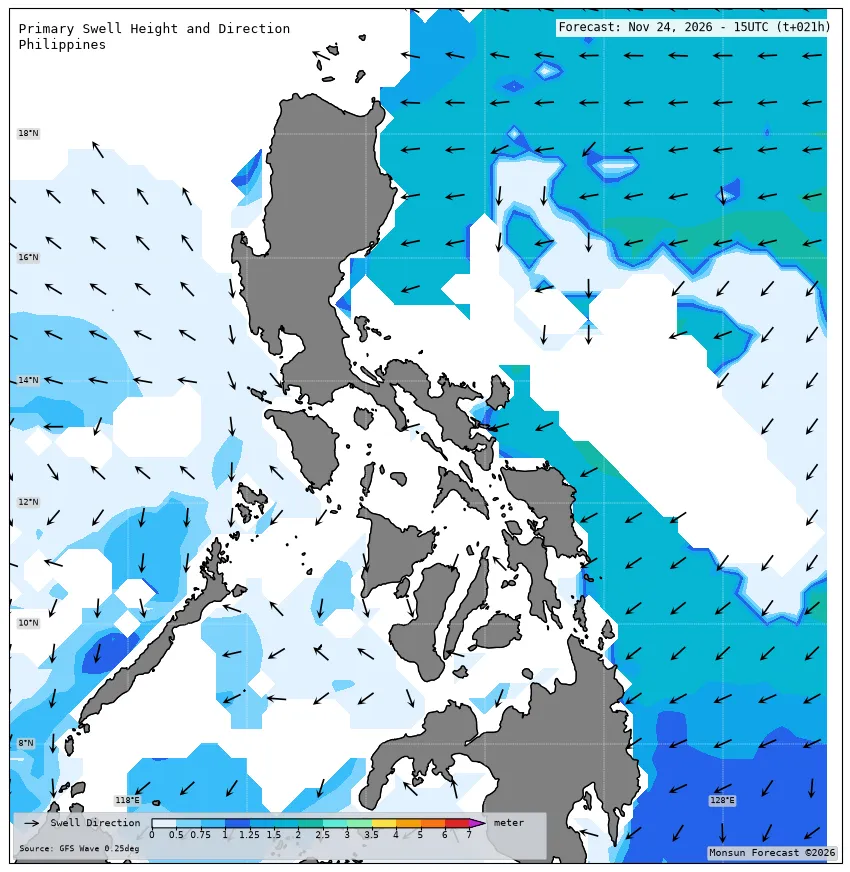 Primary Swell Height and Direction
Philippines
Forecast: Nov 24, 2026 - 15UTC (t+021h)
18°N
16°N
14°N
12°N
10°N
8°N
118°E
128°E
Swell Direction
meter
0 0.5 0.75 1 1.25 1.5 2 2.5 3 3.5 4 5 6 7
Source: GFS Wave 0.25deg
Monsun Forecast ©2026